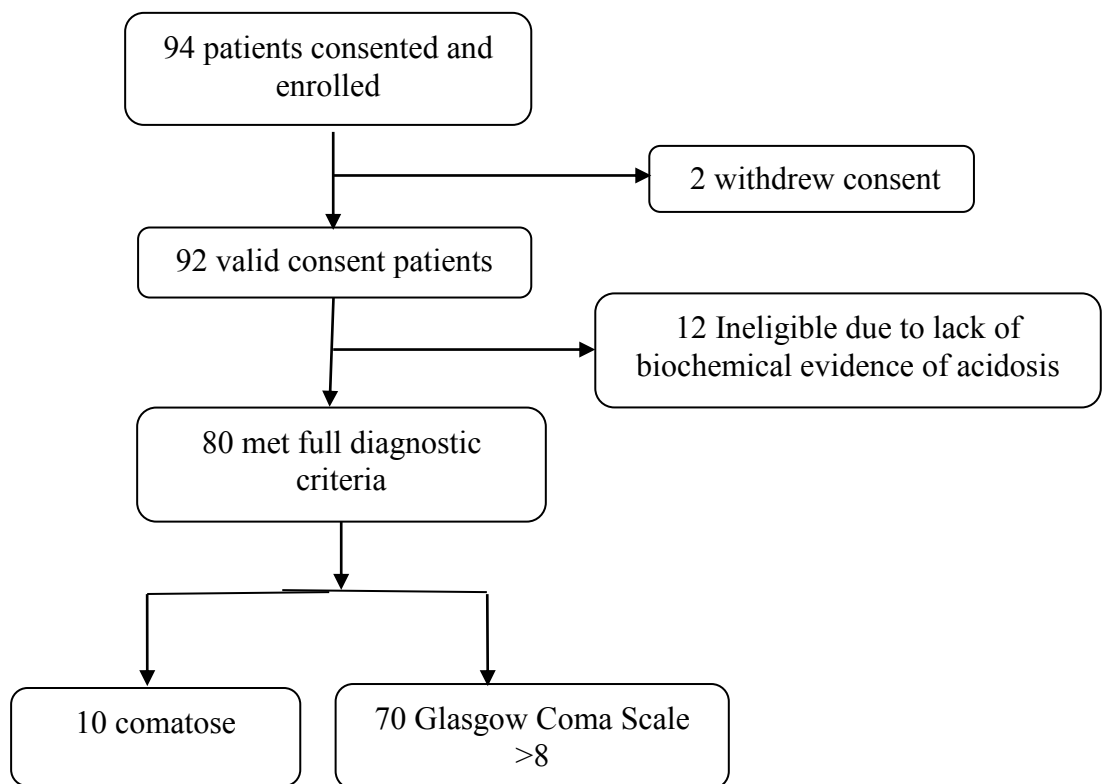 94 patients consented and
enrolled
2 withdrew consent
92 valid consent patients
12 Ineligible due to lack of
biochemical evidence of acidosis
80 met full diagnostic
criteria
10 comatose
70 Glasgow Coma Scale
>8